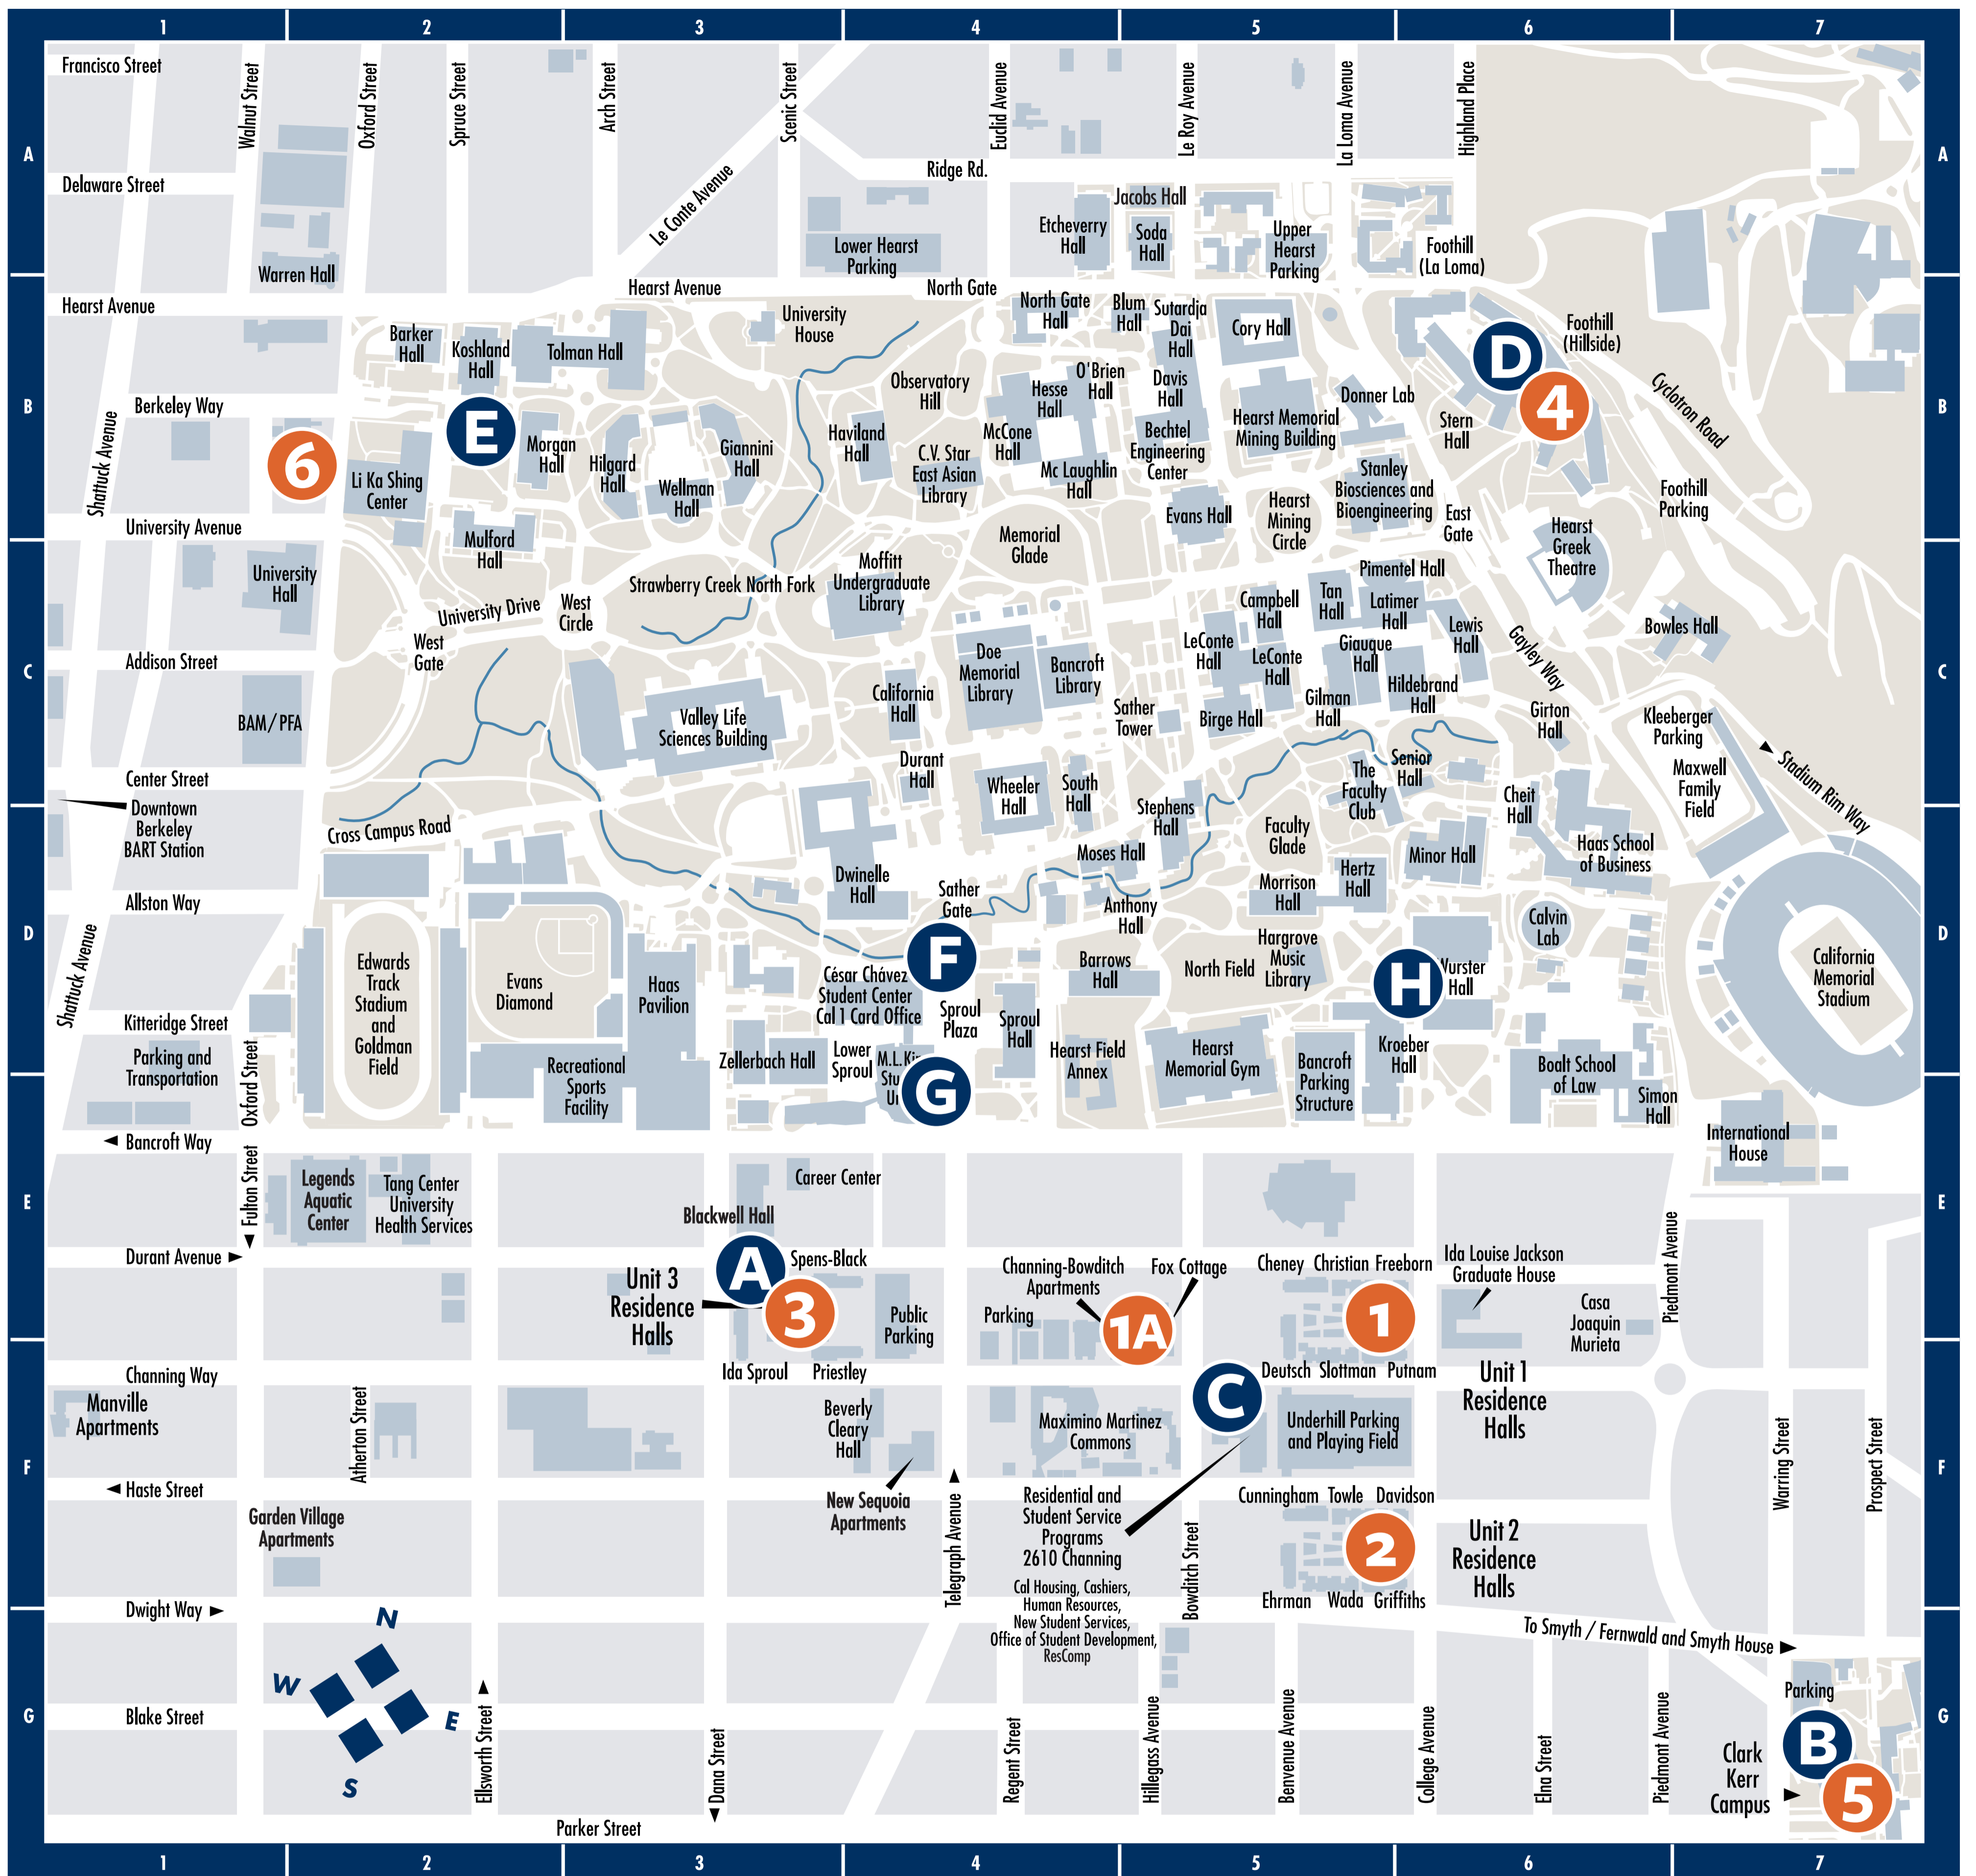 1 2 3 4 5 6 7
A
Francisco Street
Walnut Street
Oxford Street
Spruce Street
Arch Street
Scenic Street
Euclid Avenue
Le Roy Avenue
La Loma Avenue
Highland Place
A
Delaware Street
Le Conte Avenue
Ridge Rd.
Jacobs Hall
Etcheverry
Hall
Soda
Hall
Upper
Hearst
Parking
Foothill
(La Loma)
Lower Hearst
Parking
Warren Hall
Hearst Avenue
Hearst Avenue
North Gate
B
B
University
House
North Gate
Hall
Blum
Hall
Sutardja
Dai
Hall
Cory Hall
Foothill
(Hillside)
D
4
Barker
Hall
Koshland
Hall
Tolman Hall
Observatory
Hill
Hesse
Hall
O'Brien
Hall
Davis
Hall
Donner Lab
Cyclotron Road
Berkeley Way
Shattuck Avenue
E
6
Morgan
Hall
Hilgard
Hall
Giannini
Hall
Wellman
Hall
Haviland
Hall
C.V. Star
East Asian
Library
McCone
Hall
Mc Laughlin
Hall
Bechtel
Engineering
Center
Hearst Memorial
Mining Building
Stern
Hall
Li Ka Shing
Center
Stanley
Biosciences and
Bioengineering
Foothill
Parking
University Avenue
Mulford
Hall
Memorial
Glade
Evans Hall
Hearst
Mining
Circle
East
Gate
Hearst
Greek
Theatre
C
C
University
Hall
University Drive
West
Circle
West
Gate
Strawberry Creek North Fork
Moffitt
Undergraduate
Library
Pimentel Hall
Campbell
Hall
Tan
Hall
Latimer
Hall
Lewis
Hall
Gayley Way
Bowles Hall
Addison Street
Doe
Memorial
Library
Bancroft
Library
LeConte
Hall
LeConte
Hall
Giauque
Hall
Hildebrand
Hall
Gilman
Hall
BAM/PFA
Valley Life
Sciences Building
California
Hall
Sather
Tower
Birge Hall
Girton
Hall
Kleeberger
Parking
Maxwell
Family
Field
Stadium Rim Way
Center Street
Downtown
Berkeley
BART Station
Durant
Hall
Wheeler
Hall
South
Hall
Stephens
Hall
The
Faculty
Club
Senior
Hall
Cheit
Hall
D
D
Cross Campus Road
Moses Hall
Faculty
Glade
Minor Hall
Haas School
of Business
Dwinelle
Hall
Sather
Gate
Anthony
Hall
Morrison
Hall
Hertz
Hall
Calvin
Lab
Allston Way
Shattuck Avenue
Edwards
Track
Stadium
and
Goldman
Field
Evans
Diamond
Haas
Pavilion
César Chávez
Student Center
Cal 1 Card Office
F
Sproul
Plaza
Sproul
Hall
Barrows
Hall
North Field
Hargrove
Music
Library
H
Hall
California
Memorial
Stadium
Kitteridge Street
Parking and
Transportation
Oxford Street
Recreational
Sports
Facility
Zellerbach Hall
Lower
Sproul
G
Hearst Field
Annex
Hearst
Memorial Gym
Bancroft
Parking
Structure
Kroeber
Hall
Boalt School
of Law
Simon
Hall
International
House
Bancroft Way
E
E
Fulton Street
Legends
Aquatic
Center
Tang Center
University
Health Services
Career Center
Blackwell Hall
Piedmont Avenue
Durant Avenue
A
3
Spens-Black
Unit 3
Residence
Halls
Public
Parking
Parking
Channing-Bowditch
Apartments
Fox Cottage
1A
Cheney Christian Freeborn
1
Ida Louise Jackson
Graduate House
Casa
Joaquin
Murieta
Channing Way
Ida Sproul
Priestley
Deutsch Slottman Putnam
Unit 1
Residence
Halls
F
F
Manville
Apartments
Atherton Street
Beverly
Cleary
Hall
Maximino Martinez
Commons
C
Underhill Parking
and Playing Field
Warring Street
Prospect Street
Haste Street
New Sequoia
Apartments
Telegraph Avenue
Residential and
Student Service
Programs
2610 Channing
Cal Housing, Cashiers,
Human Resources,
New Student Services,
Office of Student Development,
ResComp
Bowditch Street
Cunningham Towle Davidson
2
Unit 2
Residence
Halls
Ehrman Wada Griffiths
Garden Village
Apartments
Dwight Way
To Smyth / Fernwald and Smyth House
G
G
N
W
E
S
Blake Street
Ellsworth Street
Dana Street
Regent Street
Hillegass Avenue
Benvenue Avenue
College Avenue
Elna Street
Piedmont Avenue
Parking
B
Clark
Kerr
Campus
5
Parker Street
1 2 3 4 5 6 7